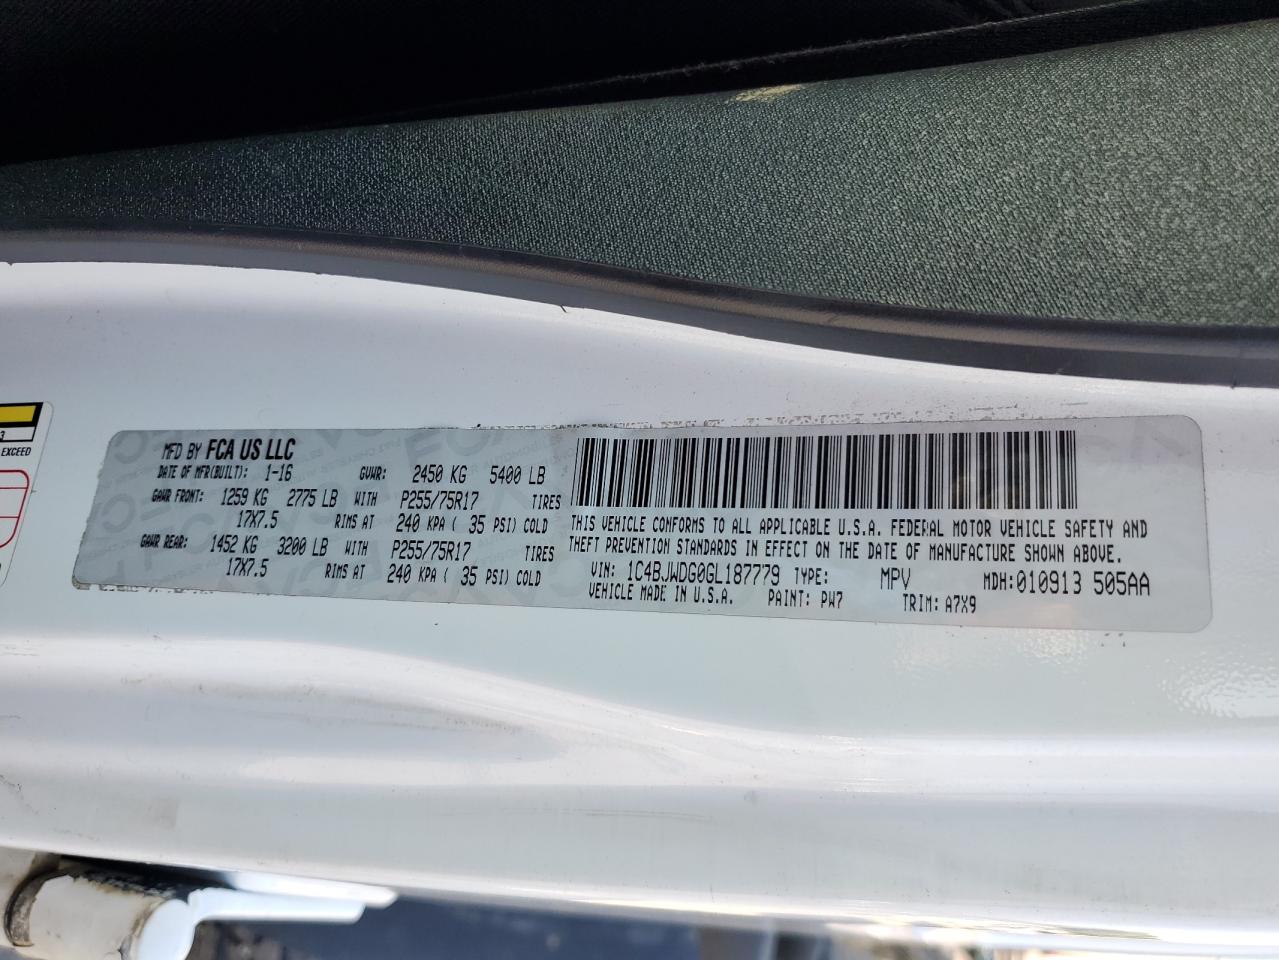 3
EXCEED
MFD BY FCA US LLC
DATE OF MFR(BUILT): 1-16 GVWR: 2450 KG 5400 LB
GAWR FRONT: 1259 KG 2775 LB WITH P255/75R17 TIRES
17X7.5 RIMS AT 240 KPA ( 35 PSI) COLD
GAWR REAR: 1452 KG 3200 LB WITH P255/75R17 TIRES
17X7.5 RIMS AT 240 KPA ( 35 PSI) COLD
THIS VEHICLE CONFORMS TO ALL APPLICABLE U.S.A. FEDERAL MOTOR VEHICLE SAFETY AND
THEFT PREVENTION STANDARDS IN EFFECT ON THE DATE OF MANUFACTURE SHOWN ABOVE.
VIN: 1C4BJWDG0GL187779 TYPE: MPV MDH:010913 505AA
VEHICLE MADE IN U.S.A. PAINT: PW7 TRIM: A7X9